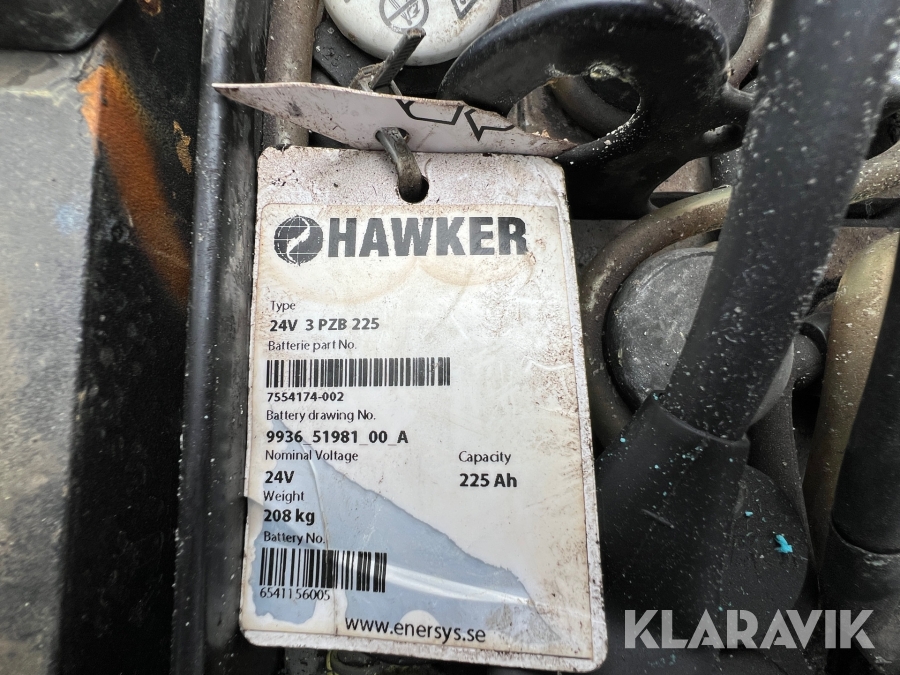 HAWKER
Type
24V 3 PZB 225
Batterie part No.
7554174-002
Battery drawing No.
9936_51981_00_A
Nominal Voltage
Capacity
24V
225 Ah
Weight
208 kg
Battery No.
6541156005
www.enersys.se
KLARAVIK